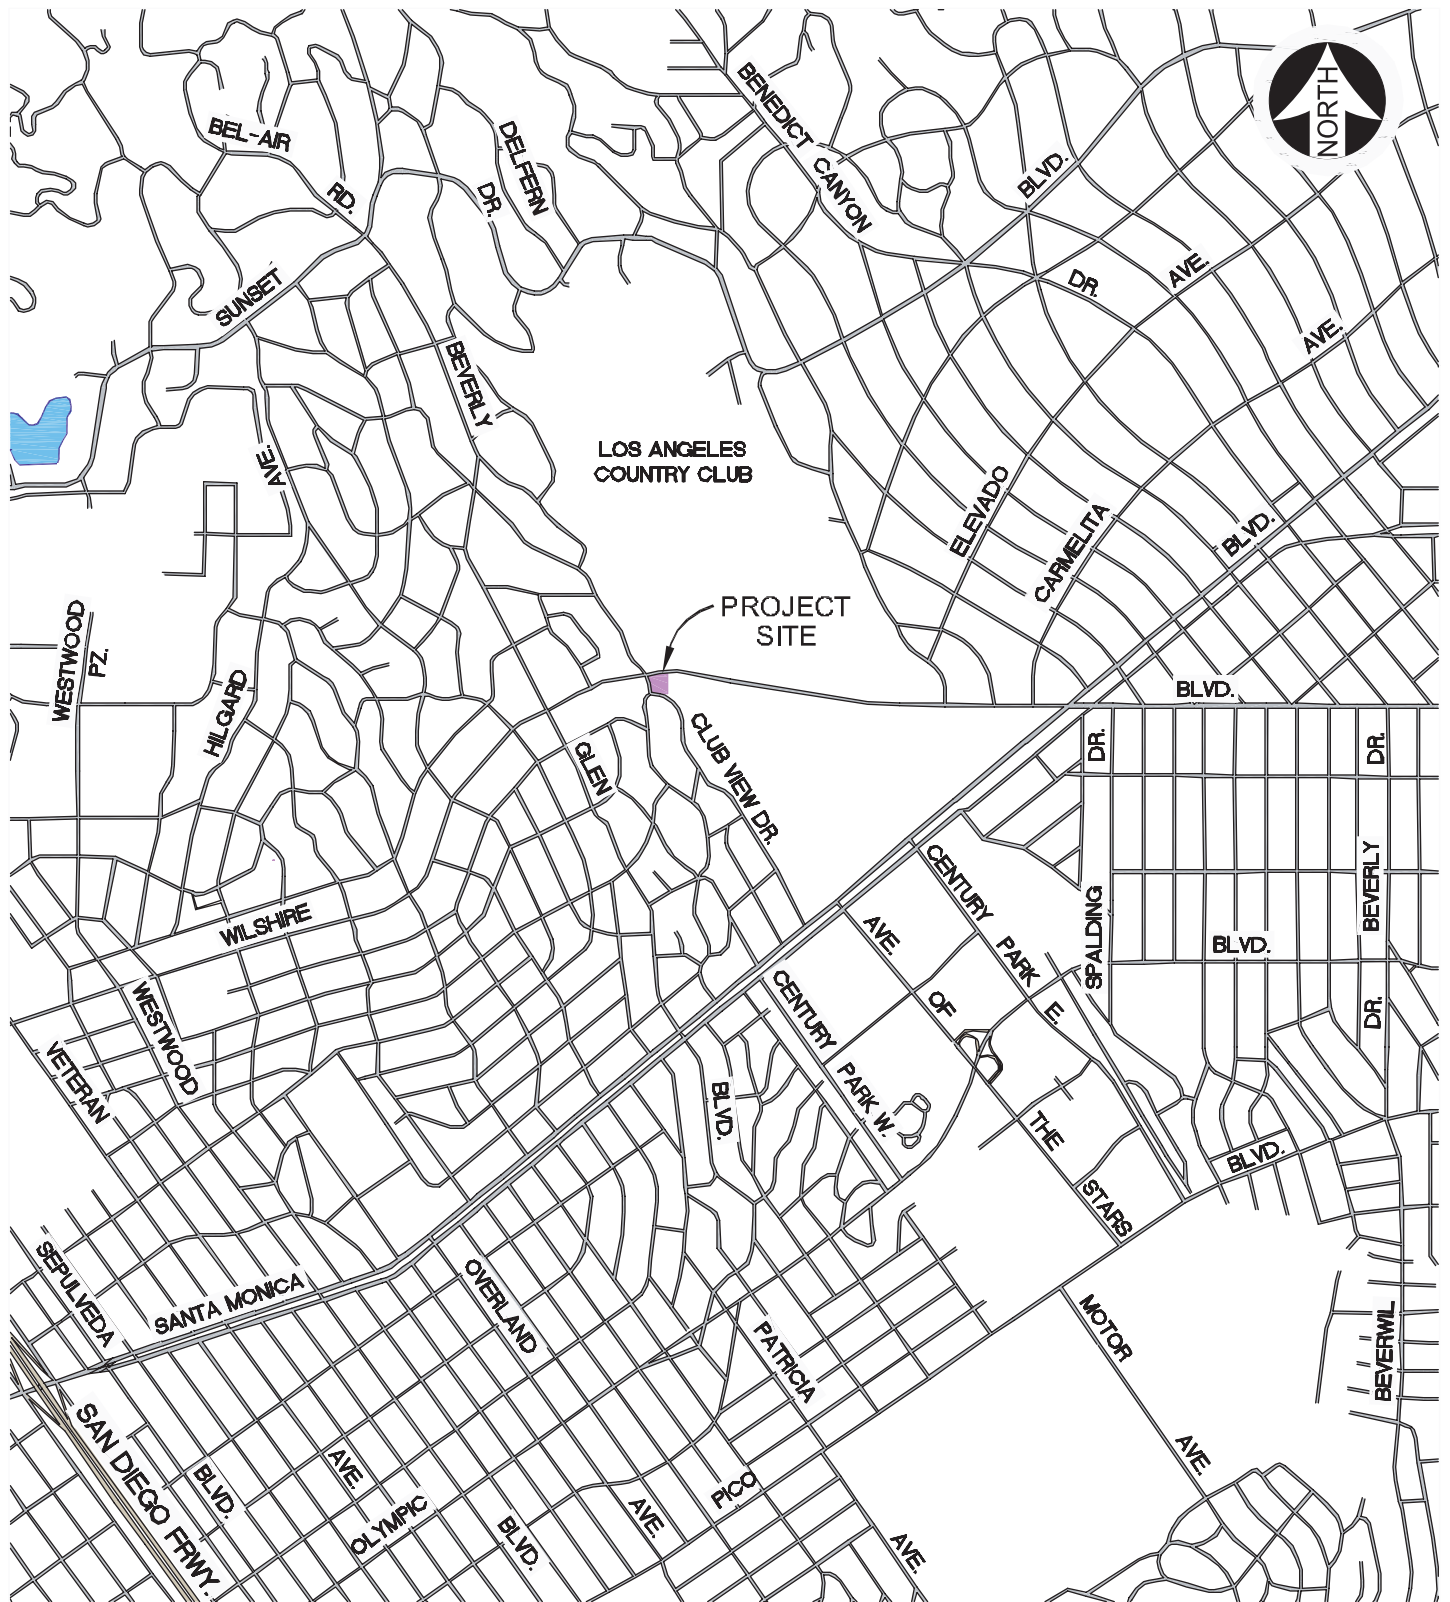 NORTH
BENEDICT CANYON
BEL-AIR
DELFERN
BLVD.
RD.
DR.
AVE.
DR.
SUNSET
AVE.
BEVERLY
LOS ANGELES
COUNTRY CLUB
AVE.
ELEVADO
CARMELITA
BLVD.
PROJECT
SITE
WESTWOOD
PZ.
BLVD.
HILGARD
CLUB VIEW DR.
DR.
DR.
GLEN
CENTURY
BEVERLY
SPALDING
WILSHIRE
AVE.
PARK
BLVD.
CENTURY
WESTWOOD
OF
E.
DR.
VETERAN
PARK W.
BLVD.
THE
BLVD.
STARS
SEPULVEDA
OVERLAND
SANTA MONICA
MOTOR
PATRICIA
BEVERWIL
SAN DIEGO FRWY.
BLVD.
AVE.
AVE.
PICO
OLYMPIC
AVE.
BLVD.
AVE.